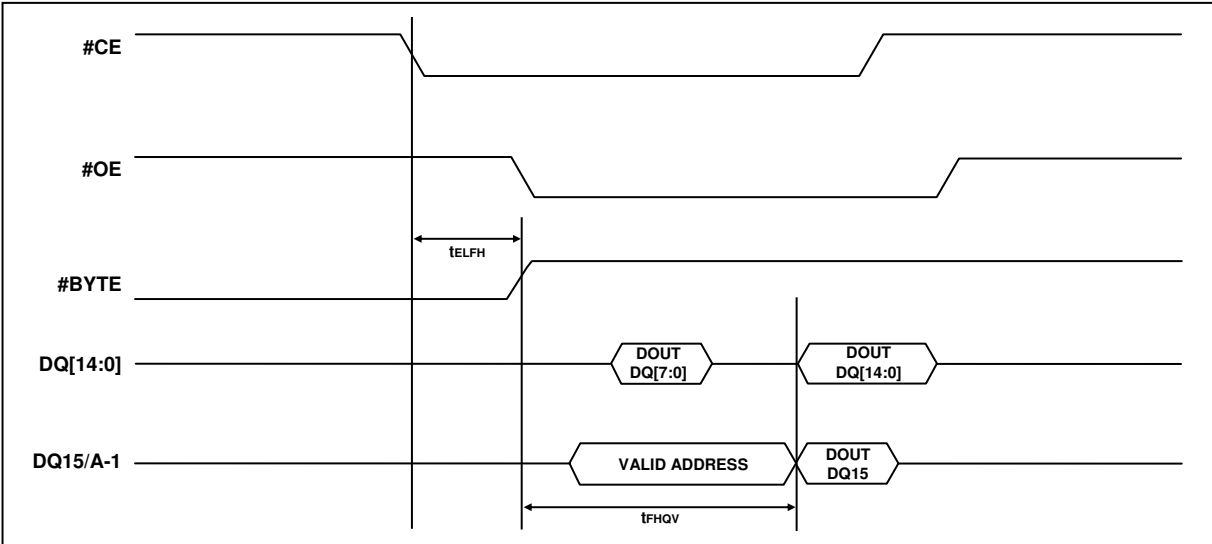 #CE
#OE
tELFH
#BYTE
DQ[14:0]
DOUT
DQ[7:0]
DOUT
DQ[14:0]
DQ15/A-1
VALID ADDRESS
DOUT
DQ15
tFHQV